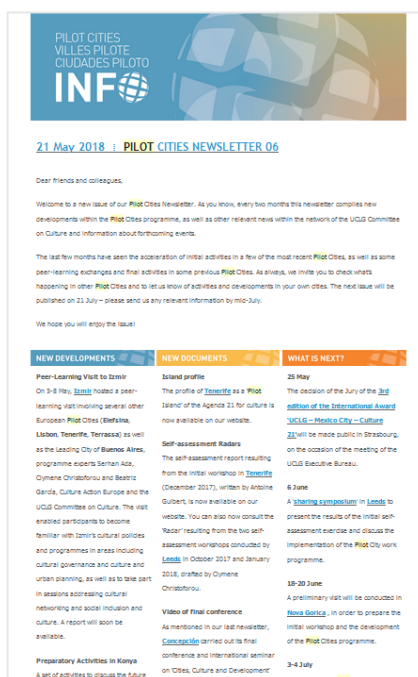 PILOT CITIES
VILLES PILOTE
CIUDADES PILOTO
INFO
21 May 2018 ⁝ PILOT CITIES NEWSLETTER 06
Dear friends and colleagues,
Welcome to a new issue of our Pilot Cities Newsletter. As you know, every two months this newsletter compiles new
developments within the Pilot Cities programme, as well as other relevant news within the network of the UCLG Committee
on Culture and information about forthcoming events.
The last few months have seen the acceleration of initial activities in a few of the most recent Pilot Cities, as well as some
peer-learning exchanges and final activities in some previous Pilot Cities. As always, we invite you to check what's
happening in other Pilot Cities and to let us know of activities and developments in your own cities. The next issue will be
published on 21 July – please send us any relevant information by mid-July.
We hope you will enjoy the issue!
NEW DEVELOPMENTS
Peer-Learning Visit to Izmir
On 3-8 May, Izmir hosted a peer-
learning visit involving several other
European Pilot Cities (Elefsina,
Lisbon, Tenerife, Terrassa) as well
as the Leading City of Buenos Aires,
programme experts Serhan Ada,
Clymene Christoforou and Beatriz
García, Culture Action Europe and the
UCLG Committee on Culture. The visit
enabled participants to become
familiar with Izmir's cultural policies
and programmes in areas including
cultural governance and culture and
urban planning, as well as to take part
in sessions addressing cultural
networking and social inclusion and
culture. A report will soon be
available.
Preparatory Activities in Konya
A set of activities to discuss the future
NEW DOCUMENTS
Island profile
The profile of Tenerife as a 'Pilot
Island' of the Agenda 21 for culture is
now available on our website.
Self-assessment Radars
The self-assessment report resulting
from the initial workshop in Tenerife
(December 2017), written by Antoine
Guibert, is now available on our
website. You can also now consult the
'Radar' resulting from the two self-
assessment workshops conducted by
Leeds in October 2017 and January
2018, drafted by Clymene
Christoforou.
Video of final conference
As mentioned in our last newsletter,
Concepción carried out its final
conference and international seminar
on 'Cities, Culture and Development'
WHAT IS NEXT?
25 May
The decision of the Jury of the 3rd
edition of the International Award
'UCLG – Mexico City – Culture
21'will be made public in Strasbourg,
on the occasion of the meeting of the
UCLG Executive Bureau.
6 June
A 'sharing symposium' in Leeds to
present the results of the initial self-
assessment exercise and discuss the
implementation of the Pilot City work
programme.
18-20 June
A preliminary visit will be conducted in
Nova Gorica , in order to prepare the
initial workshop and the development
of the Pilot Cities programme.
3-4 July